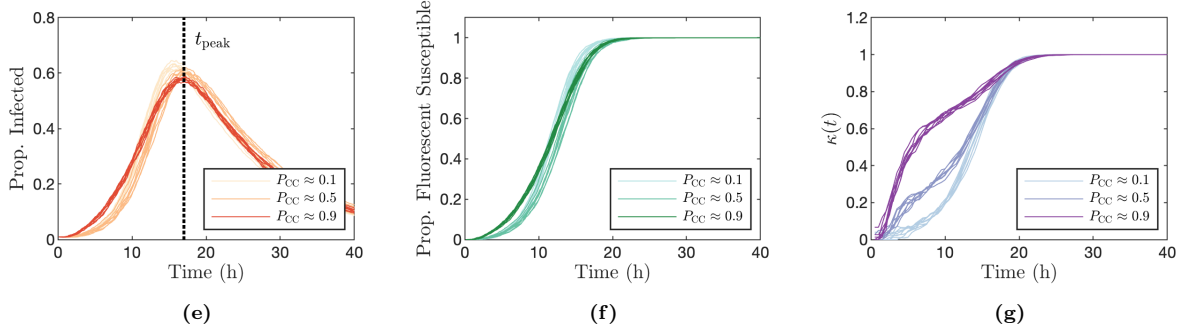 0.8
0.6
0.4
0.2
0
0
10
20
30
40
Prop. Infected
Time (h)
t_peak
P_CC ≈ 0.1
P_CC ≈ 0.5
P_CC ≈ 0.9
(e)
1
0.8
0.6
0.4
0.2
0
0
10
20
30
40
Prop. Fluorescent Susceptible
Time (h)
P_CC ≈ 0.1
P_CC ≈ 0.5
P_CC ≈ 0.9
(f)
1.2
1
0.8
0.6
0.4
0.2
0
0
10
20
30
40
κ(t)
Time (h)
P_CC ≈ 0.1
P_CC ≈ 0.5
P_CC ≈ 0.9
(g)